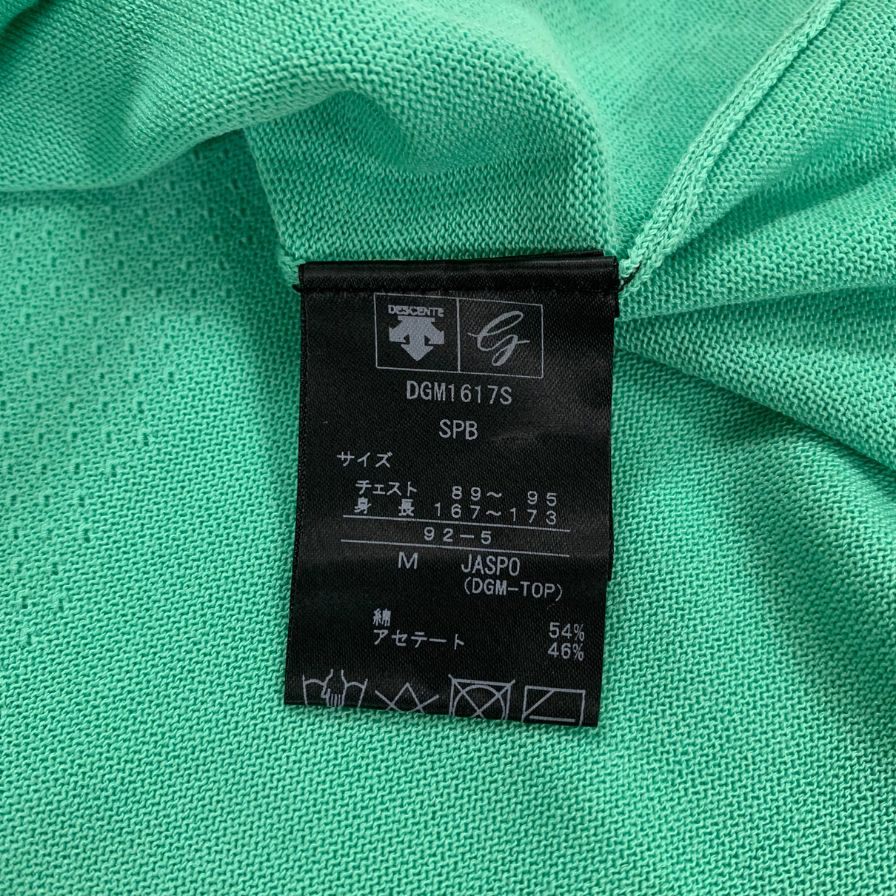 DESCENTE
G
DGM1617S
SPB
サイズ
チェスト 89～ 95
身 長 167～173
92-5
M JASPO
(DGM-TOP)
綿 54%
アセテート 46%